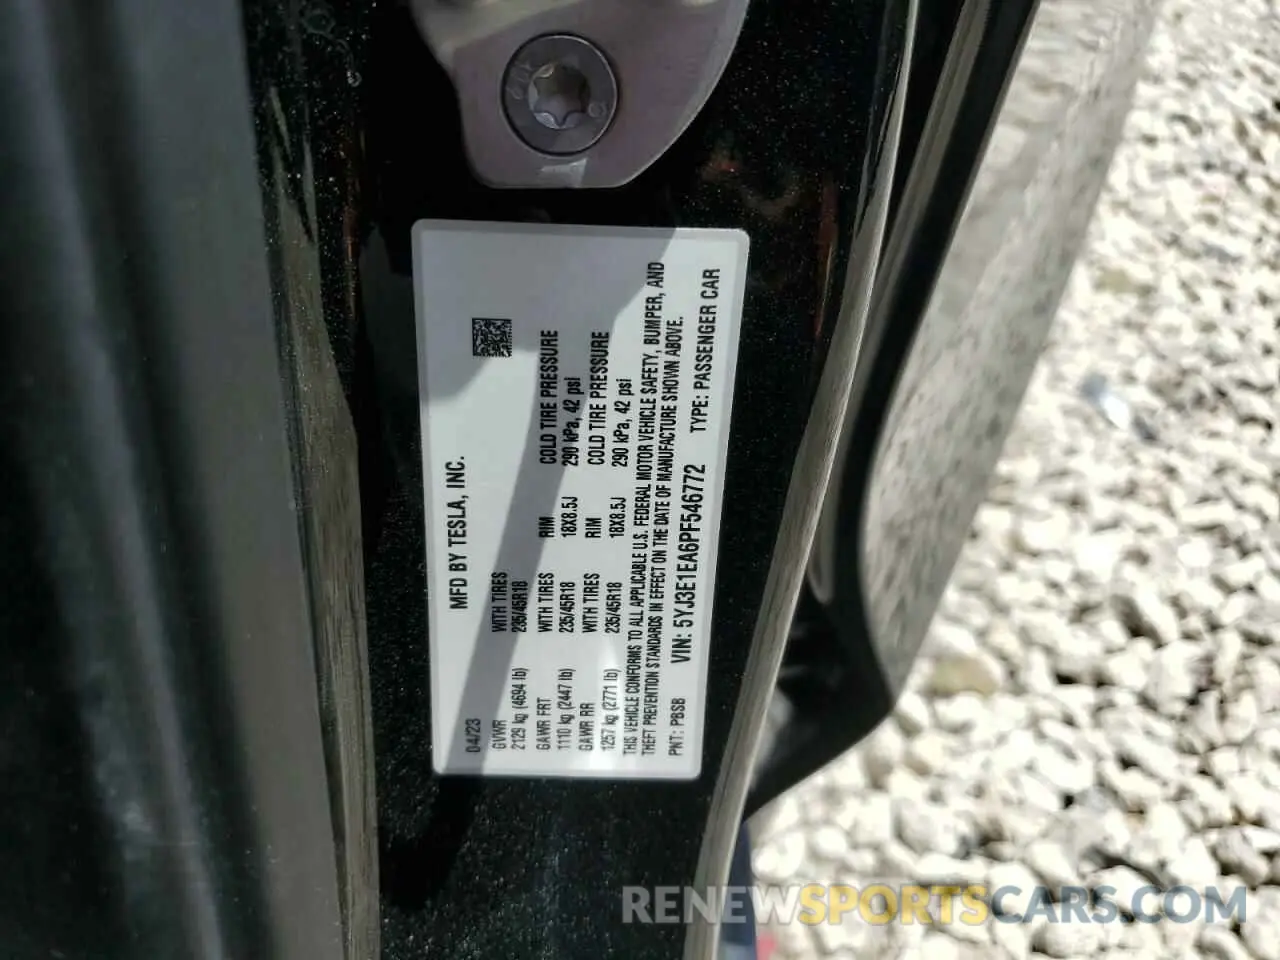 MFD BY TESLA, INC.
04/23
GVWR
2129 kg (4694 lb)
WITH TIRES
235/45R18
GAWR FRT
1110 kg (2447 lb)
WITH TIRES
235/45R18
RIM
18X8.5J
COLD TIRE PRESSURE
290 kPa, 42 psi
GAWR RR
1257 kg (2771 lb)
WITH TIRES
235/45R18
RIM
18X8.5J
COLD TIRE PRESSURE
290 kPa, 42 psi
THIS VEHICLE CONFORMS TO ALL APPLICABLE U.S. FEDERAL MOTOR VEHICLE SAFETY, BUMPER, AND
THEFT PREVENTION STANDARDS IN EFFECT ON THE DATE OF MANUFACTURE SHOWN ABOVE.
PNT: PBSB VIN: 5YJ3E1EA6PF546772 TYPE: PASSENGER CAR
RENEWSPORTSCARS.COM